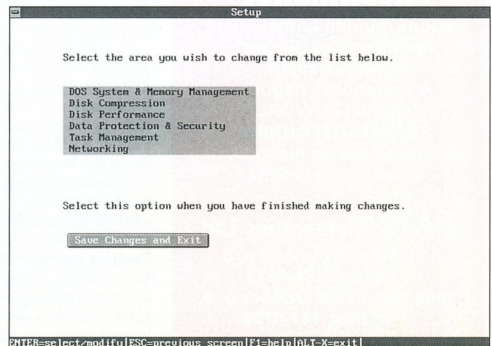 Setup
Select the area you wish to change from the list below.
DOS System & Memory Management
Disk Compression
Disk Performance
Data Protection & Security
Task Management
Networking
Select this option when you have finished making changes.
Save Changes and Exit
ENTER=select/modify|ESC=previous screen|F1=help|ALT-X=exit|